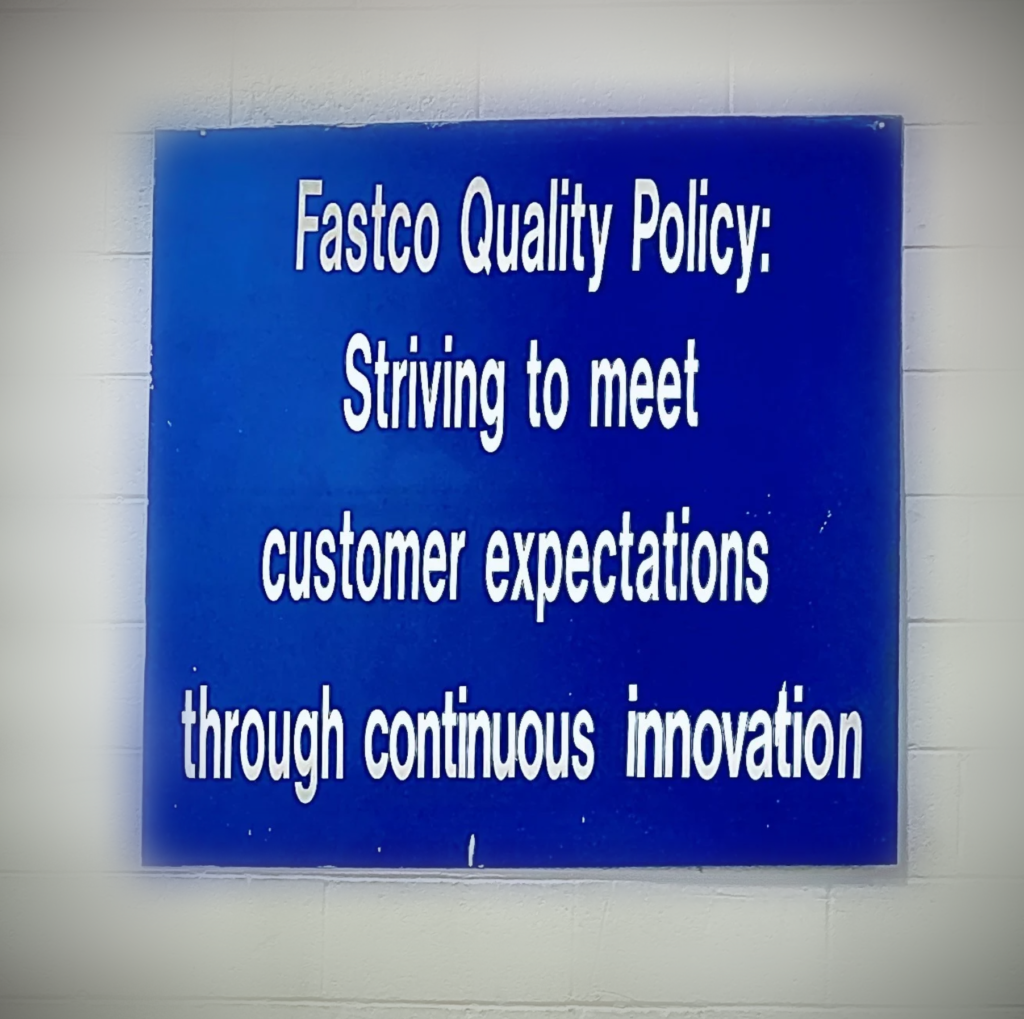 Fastco Quality Policy:
Striving to meet
customer expectations
through continuous innovation